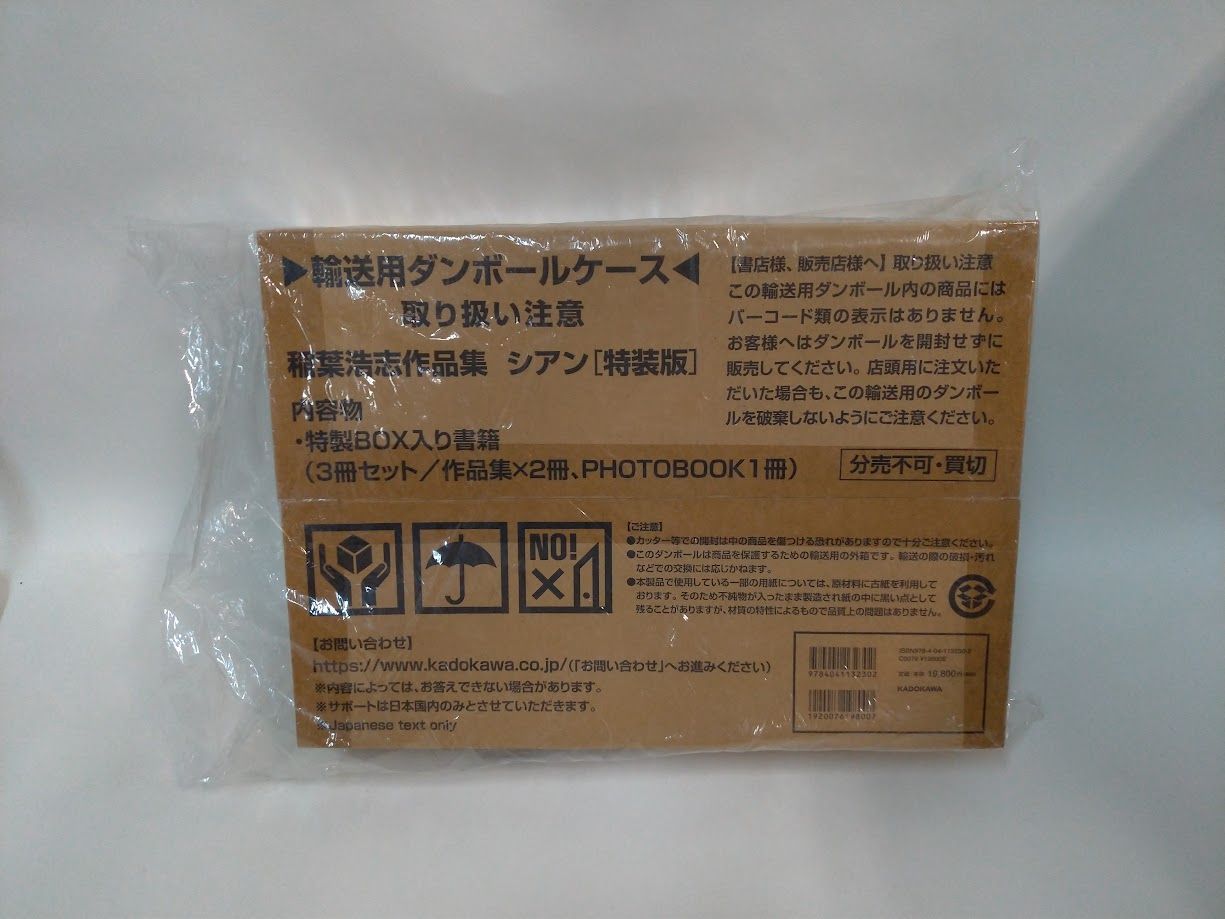 ▶輸送用ダンボールケース◀
取り扱い注意
稲葉浩志作品集 シアン[特装版]
内容物
・特製BOX入り書籍
(3冊セット/作品集×2冊、PHOTOBOOK1冊)
【書店様、販売店様へ】取り扱い注意
この輸送用ダンボール内の商品には
バーコード類の表示はありません。
お客様へはダンボールを開封せずに
販売してください。店頭用に注文いた
だいた場合も、この輸送用のダンボー
ルを破棄しないようにご注意ください。
分売不可・買切
NO!
【ご注意】
●カッター等での開封は中の商品を傷つける恐れがありますので十分ご注意ください。
●このダンボールは商品を保護するための輸送用の外箱です。輸送の際の破損・汚れ
などでの交換には応じかねます。
●本製品で使用している一部の用紙については、原材料に古紙を利用して
おります。そのため不純物が入ったまま製造され紙の中に黒い点として
残ることがありますが、材質の特性によるもので品質上の問題はありません。
【お問い合わせ】
https://www.kadokawa.co.jp/(「お問い合わせ」へお進みください)
※内容によっては、お答えできない場合があります。
※サポートは日本国内のみとさせていただきます。
※Japanese text only
9784041132302
1920076198007
ISBN978-4-04-113230-2
定価:本体 19,800円
KADOKAWA